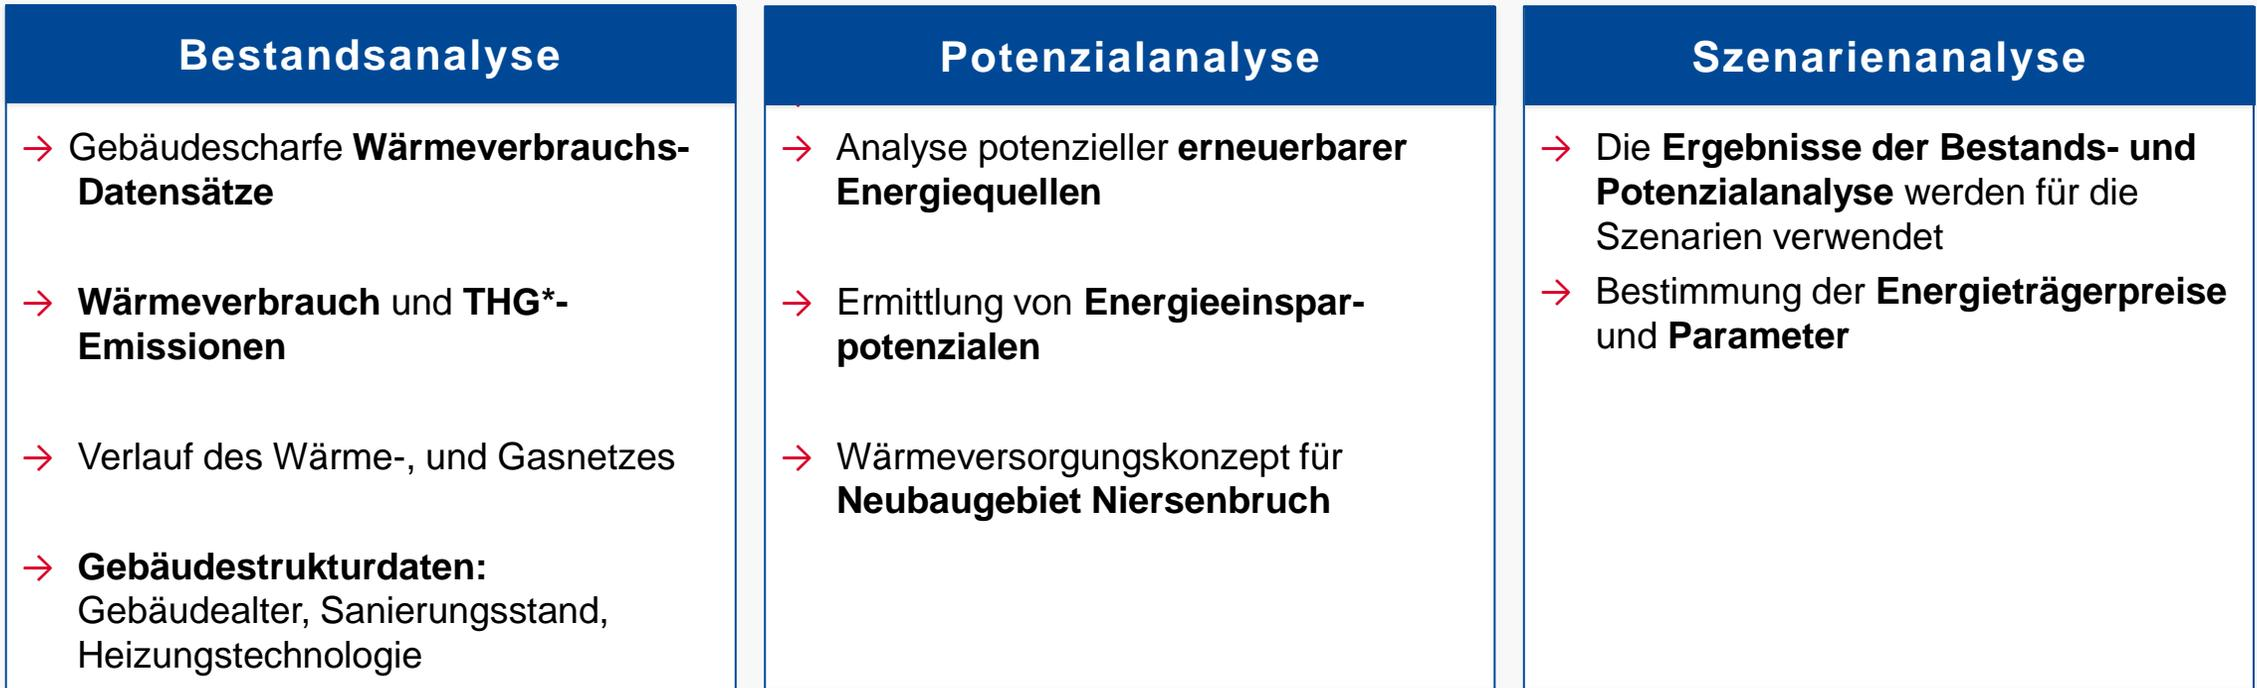 Bestandsanalyse
→ Gebäudescharfe Wärmeverbrauchs-
Datensätze
→ Wärmeverbrauch und THG*-
Emissionen
→ Verlauf des Wärme-, und Gasnetzes
→ Gebäudestrukturdaten:
Gebäudealter, Sanierungsstand,
Heizungstechnologie
Potenzialanalyse
→ Analyse potenzieller erneuerbarer
Energiequellen
→ Ermittlung von Energieeinspar-
potenzialen
→ Wärmeversorgungskonzept für
Neubaugebiet Niersenbruch
Szenarienanalyse
→ Die Ergebnisse der Bestands- und
Potenzialanalyse werden für die
Szenarien verwendet
→ Bestimmung der Energieträgerpreise
und Parameter